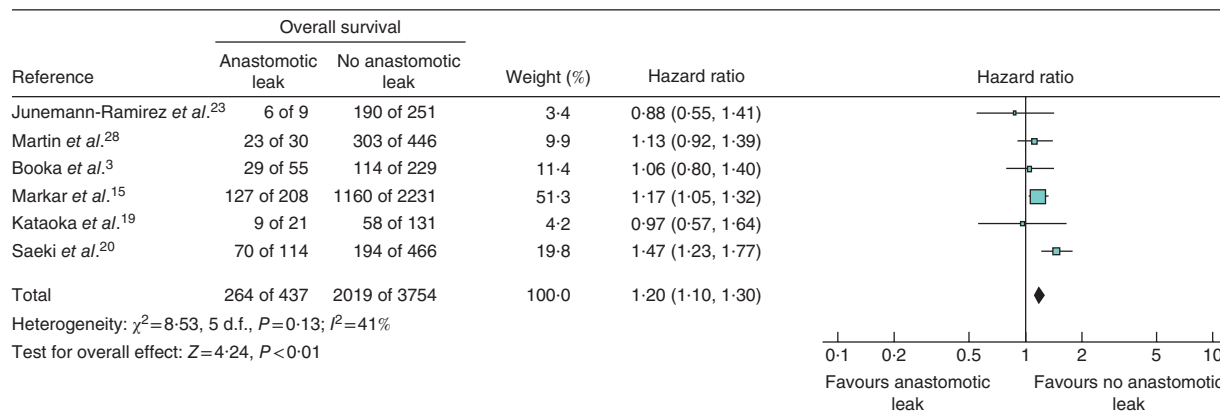 Overall survival
Reference Anastomotic leak No anastomotic leak Weight (%) Hazard ratio Hazard ratio
Junemann-Ramirez et al.23 6 of 9 190 of 251 3·4 0·88 (0·55, 1·41)
Martin et al.28 23 of 30 303 of 446 9·9 1·13 (0·92, 1·39)
Booka et al.3 29 of 55 114 of 229 11·4 1·06 (0·80, 1·40)
Markar et al.15 127 of 208 1160 of 2231 51·3 1·17 (1·05, 1·32)
Kataoka et al.19 9 of 21 58 of 131 4·2 0·97 (0·57, 1·64)
Saeki et al.20 70 of 114 194 of 466 19·8 1·47 (1·23, 1·77)
Total 264 of 437 2019 of 3754 100·0 1·20 (1·10, 1·30)
Heterogeneity: χ2=8·53, 5 d.f., P=0·13; I2=41%
Test for overall effect: Z=4·24, P<0·01
0·1 0·2 0·5 1 2 5 10
Favours anastomotic leak Favours no anastomotic leak